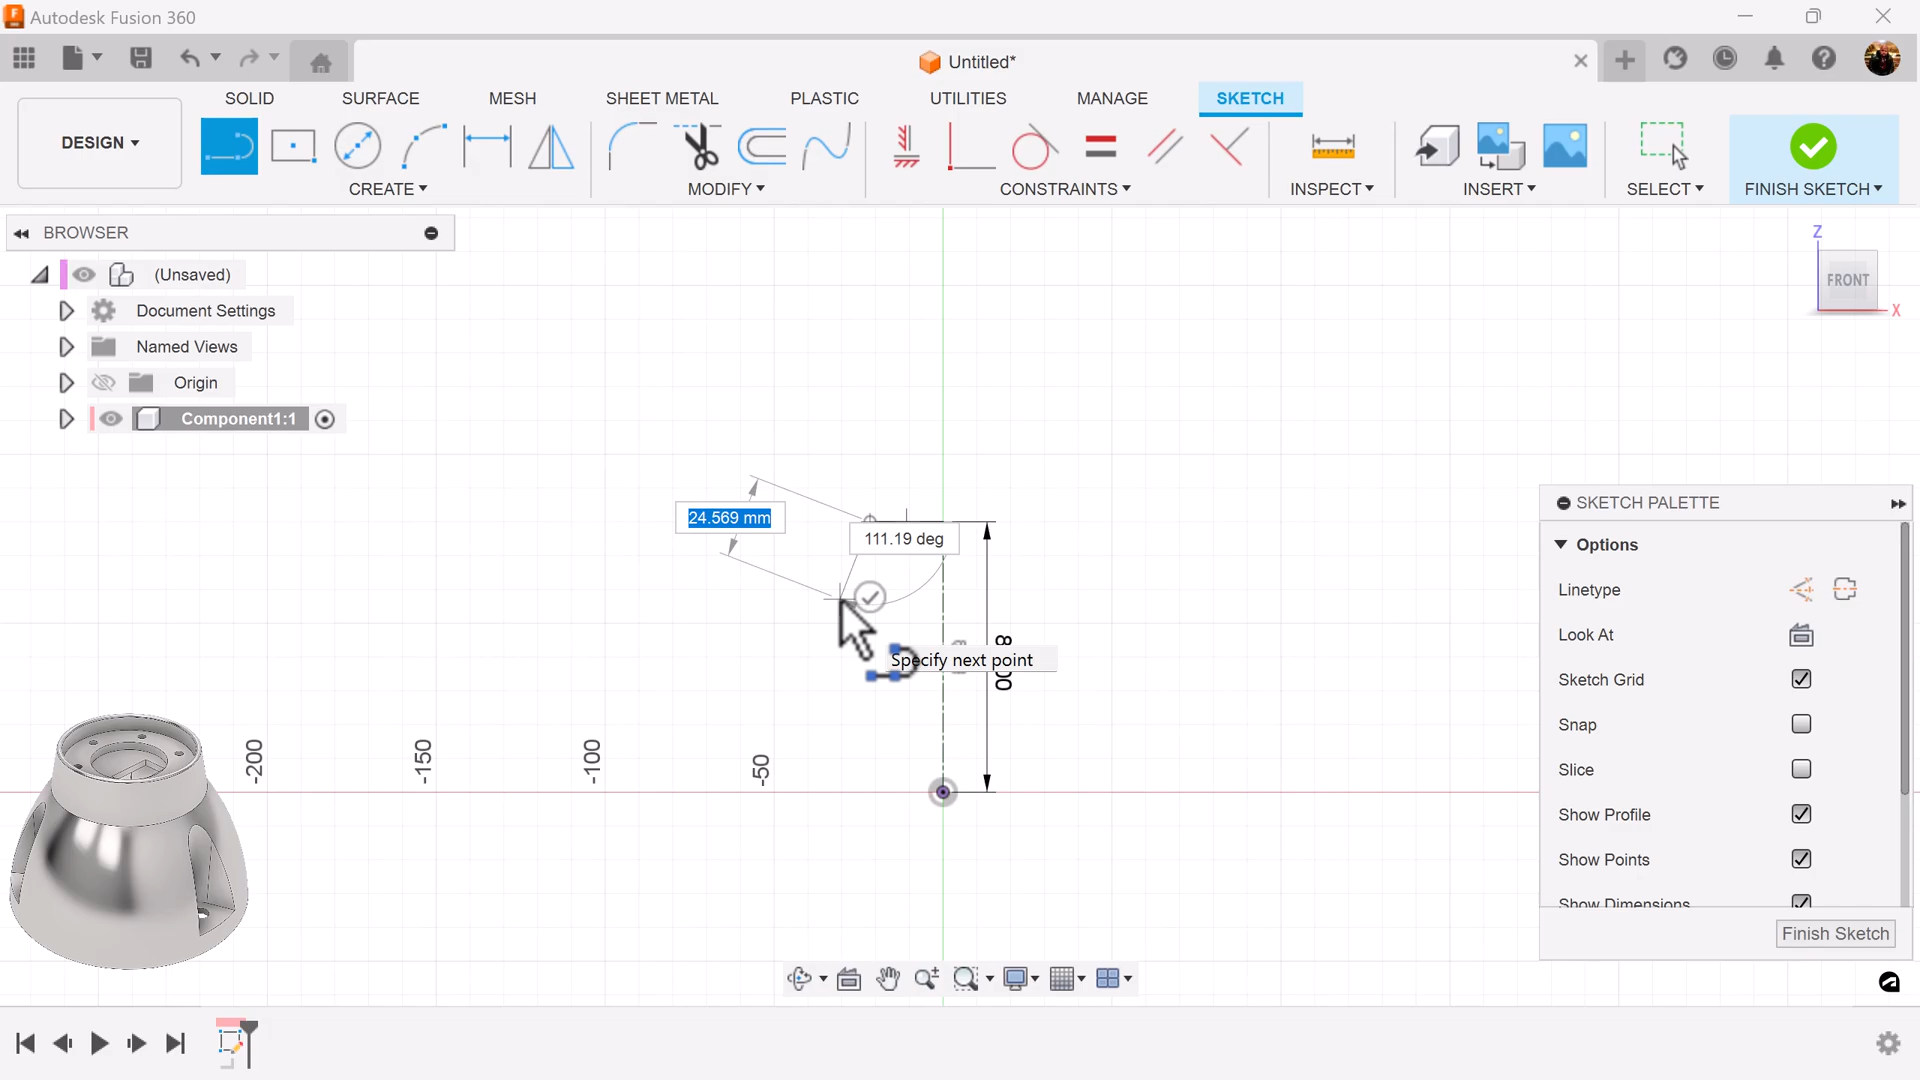 Autodesk Fusion 360
Untitled*
SOLID
SURFACE
MESH
SHEET METAL
PLASTIC
UTILITIES
MANAGE
SKETCH
DESIGN
CREATE
MODIFY
CONSTRAINTS
INSPECT
INSERT
SELECT
FINISH SKETCH
BROWSER
(Unsaved)
Document Settings
Named Views
Origin
Component1:1
Z
FRONT
X
24.569 mm
111.19 deg
Specify next point
-200
-150
-100
-50
SKETCH PALETTE
Options
Linetype
Look At
Sketch Grid
Snap
Slice
Show Profile
Show Points
Show Dimensions
Finish Sketch